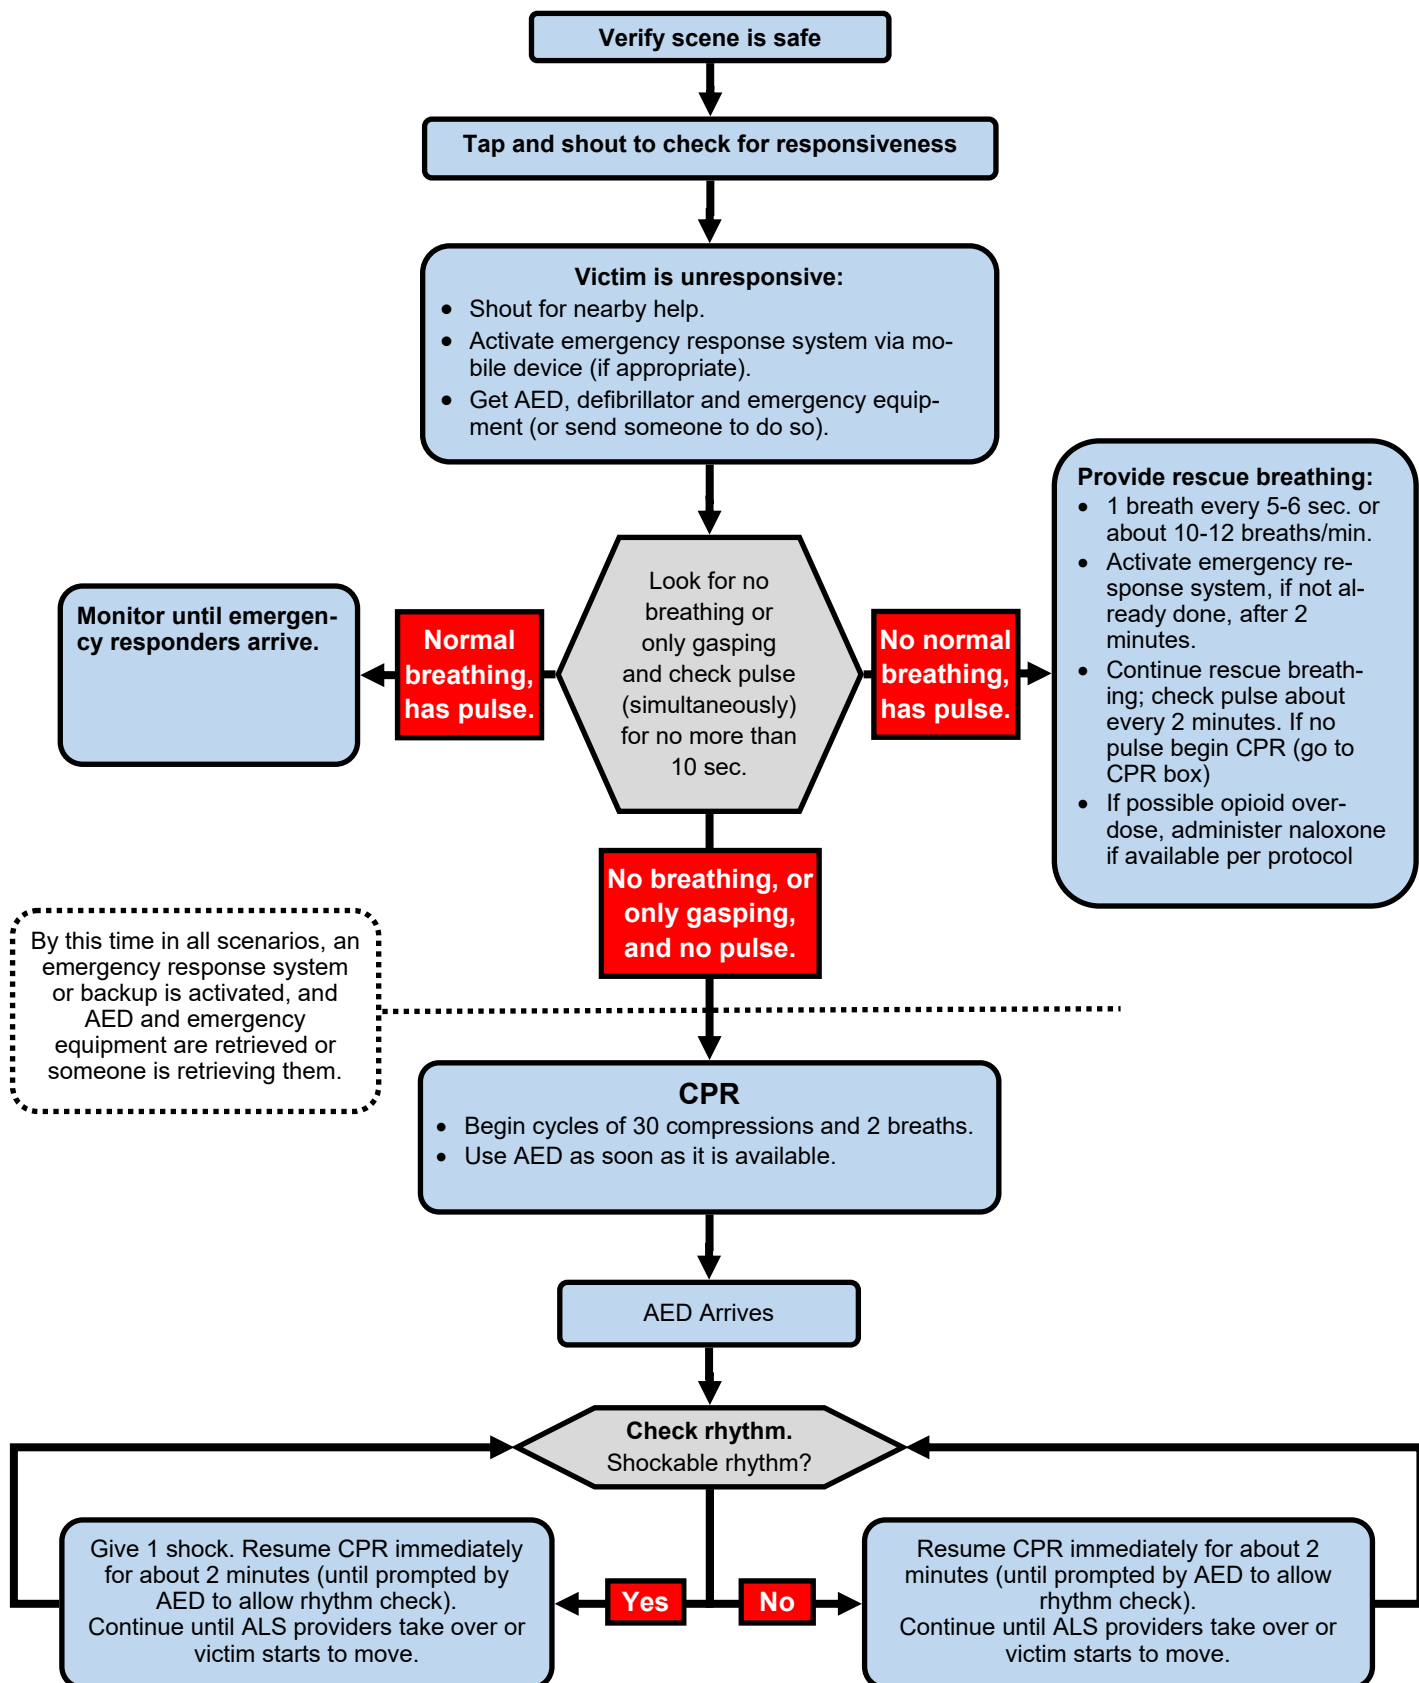 Verify scene is safe
Tap and shout to check for responsiveness
Victim is unresponsive:
• Shout for nearby help.
• Activate emergency response system via mo-
bile device (if appropriate).
• Get AED, defibrillator and emergency equip-
ment (or send someone to do so).
Look for no
breathing or
only gasping
and check pulse
(simultaneously)
for no more than
10 sec.
Normal
breathing,
has pulse.
Monitor until emergen-
cy responders arrive.
No normal
breathing,
has pulse.
Provide rescue breathing:
• 1 breath every 5-6 sec. or
about 10-12 breaths/min.
• Activate emergency re-
sponse system, if not al-
ready done, after 2
minutes.
• Continue rescue breath-
ing; check pulse about
every 2 minutes. If no
pulse begin CPR (go to
CPR box)
• If possible opioid over-
dose, administer naloxone
if available per protocol
No breathing, or
only gasping,
and no pulse.
By this time in all scenarios, an
emergency response system
or backup is activated, and
AED and emergency
equipment are retrieved or
someone is retrieving them.
CPR
• Begin cycles of 30 compressions and 2 breaths.
• Use AED as soon as it is available.
AED Arrives
Check rhythm.
Shockable rhythm?
Yes
Give 1 shock. Resume CPR immediately
for about 2 minutes (until prompted by
AED to allow rhythm check).
Continue until ALS providers take over or
victim starts to move.
No
Resume CPR immediately for about 2
minutes (until prompted by AED to allow
rhythm check).
Continue until ALS providers take over or
victim starts to move.